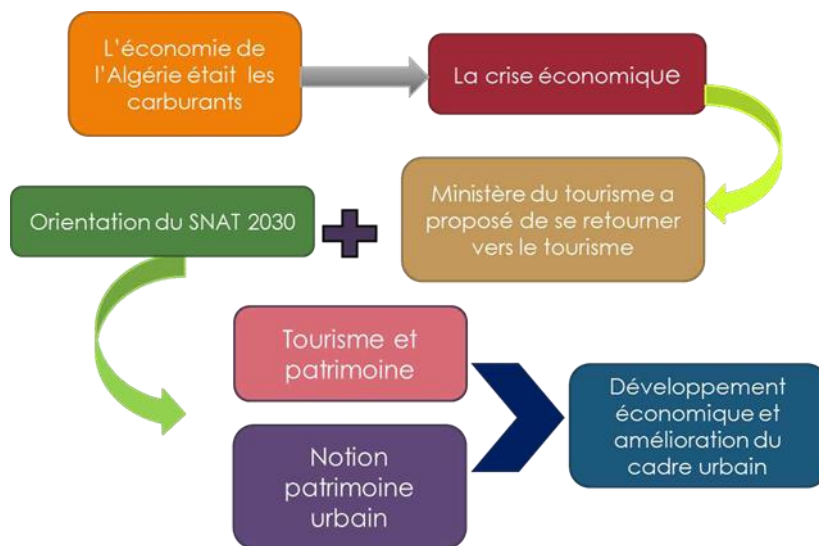 L'économie de
l'Algérie était les
carburants
La crise économique
Ministère du tourisme a
proposé de se retourner
vers le tourisme
Orientation du SNAT 2030
Tourisme et
patrimoine
Notion
patrimoine
urbain
Développement
économique et
amélioration du
cadre urbain